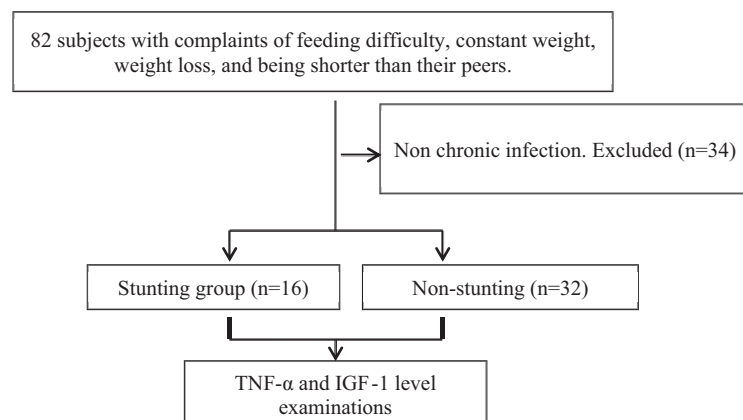 82 subjects with complaints of feeding difficulty, constant weight,
weight loss, and being shorter than their peers.
Non chronic infection. Excluded (n=34)
Stunting group (n=16)
Non-stunting (n=32)
TNF-α and IGF-1 level
examinations